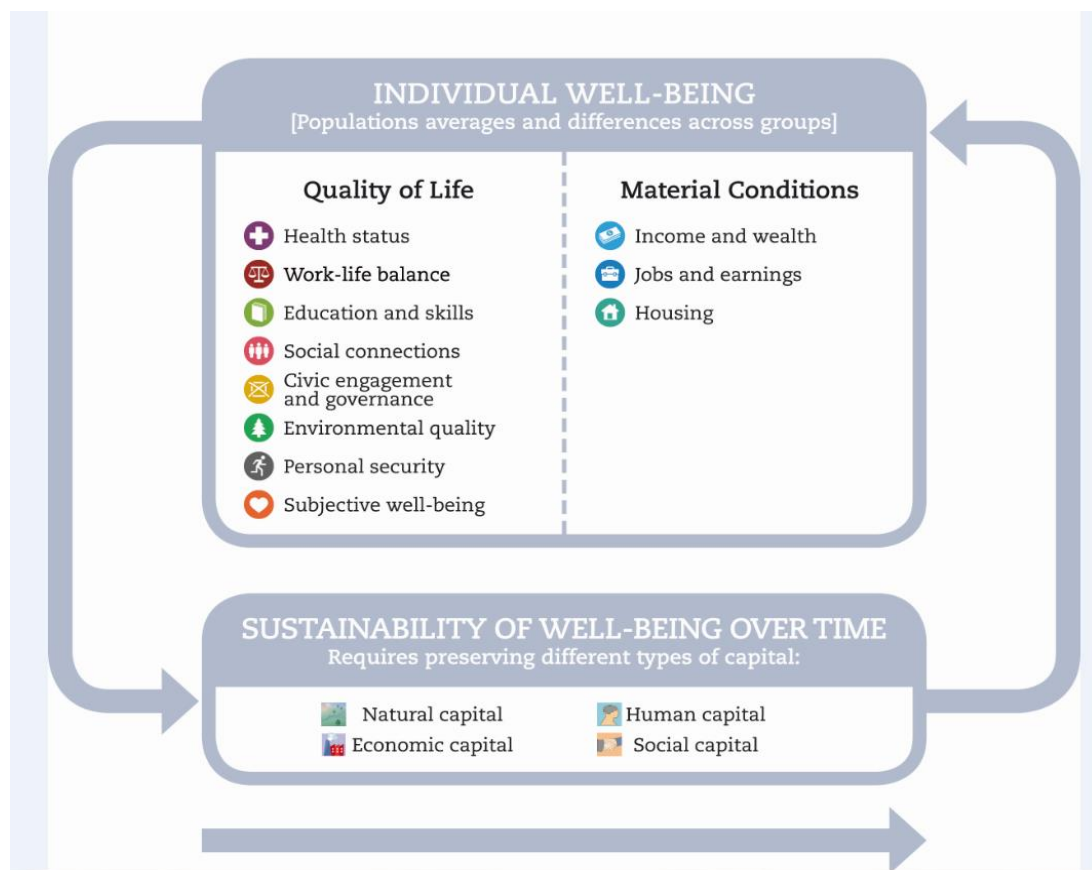 INDIVIDUAL WELL-BEING
[Populations averages and differences across groups]
Quality of Life
Health status
Work-life balance
Education and skills
Social connections
Civic engagement
and governance
Environmental quality
Personal security
Subjective well-being
Material Conditions
Income and wealth
Jobs and earnings
Housing
SUSTAINABILITY OF WELL-BEING OVER TIME
Requires preserving different types of capital:
Natural capital
Human capital
Economic capital
Social capital